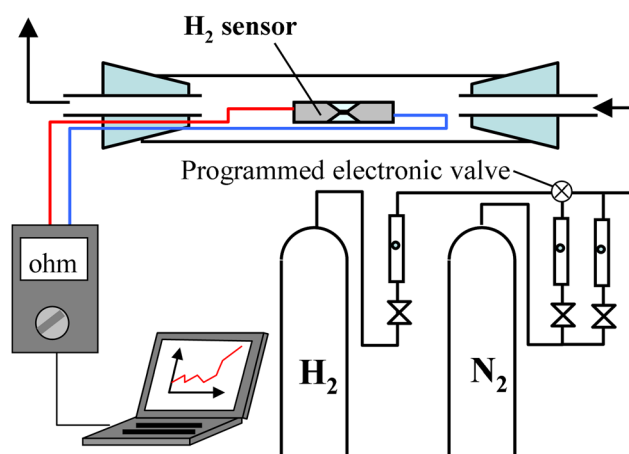 H₂ sensor
Programmed electronic valve
ohm
H₂
N₂